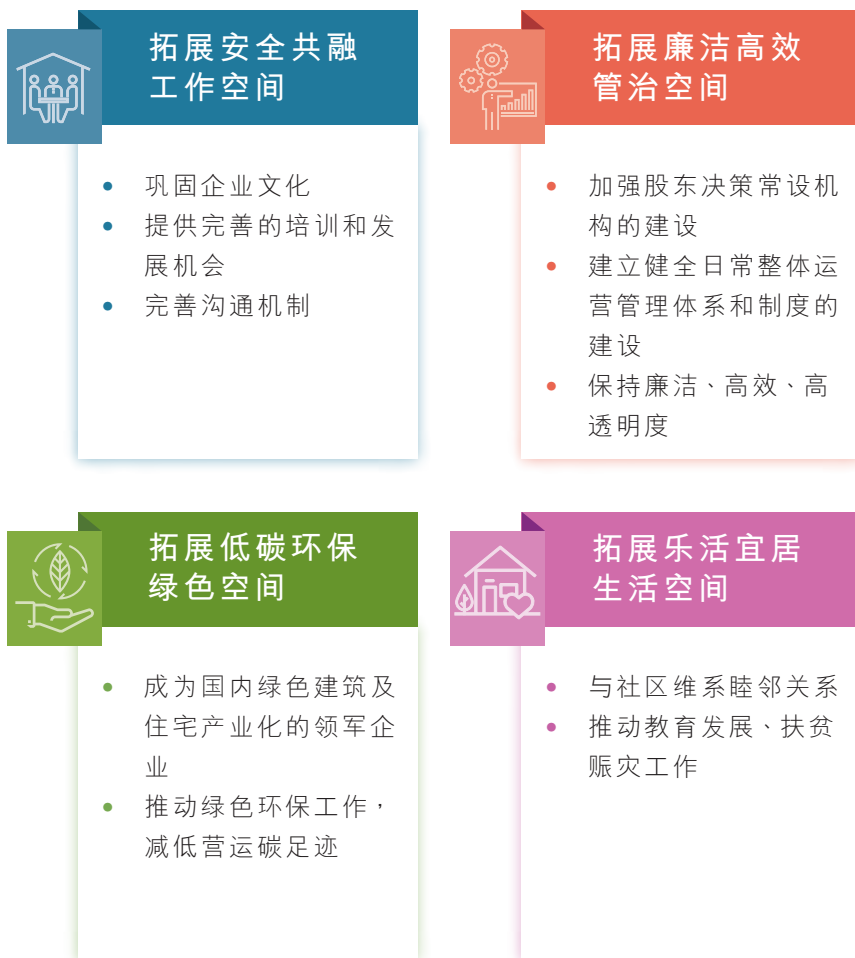 拓展安全共融
工作空间
• 巩固企业文化
• 提供完善的培训和发
展机会
• 完善沟通机制
拓展廉洁高效
管治空间
• 加强股东决策常设机
构的建设
• 建立健全日常整体运
营管理体系和制度的
建设
• 保持廉洁、高效、高
透明度
拓展低碳环保
绿色空间
• 成为国内绿色建筑及
住宅产业化的领军企
业
• 推动绿色环保工作，
减低营运碳足迹
拓展乐活宜居
生活空间
• 与社区维系睦邻关系
• 推动教育发展、扶贫
赈灾工作